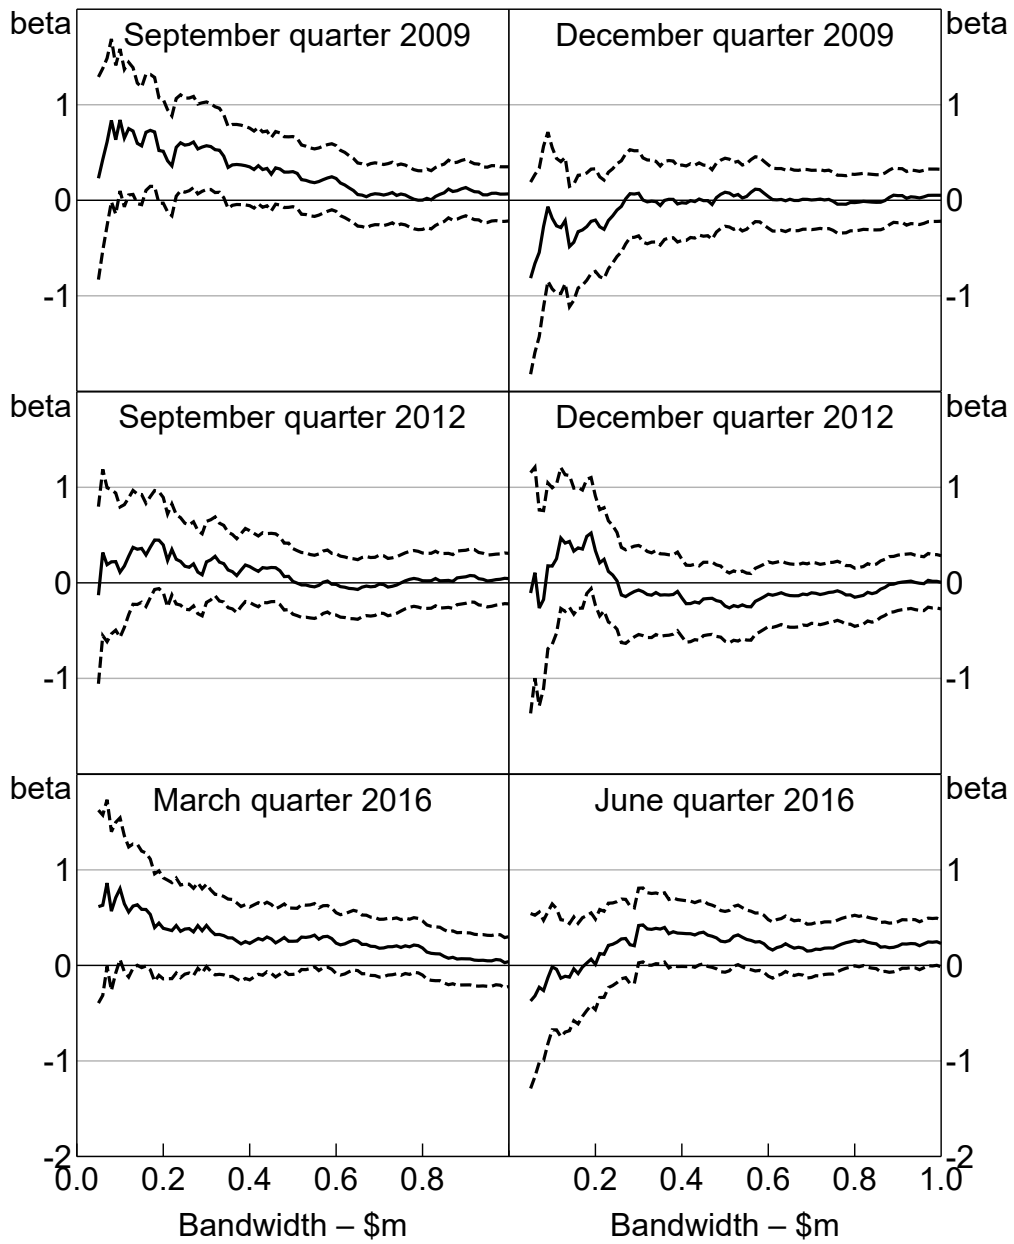 beta
September quarter 2009
December quarter 2009
beta
1
1
0
0
-1
-1
beta
September quarter 2012
December quarter 2012
beta
1
1
0
0
-1
-1
beta
March quarter 2016
June quarter 2016
beta
1
1
0
0
-1
-1
-2
-2
0.0
0.2
0.4
0.6
0.8
0.2
0.4
0.6
0.8
1.0
Bandwidth – $m
Bandwidth – $m